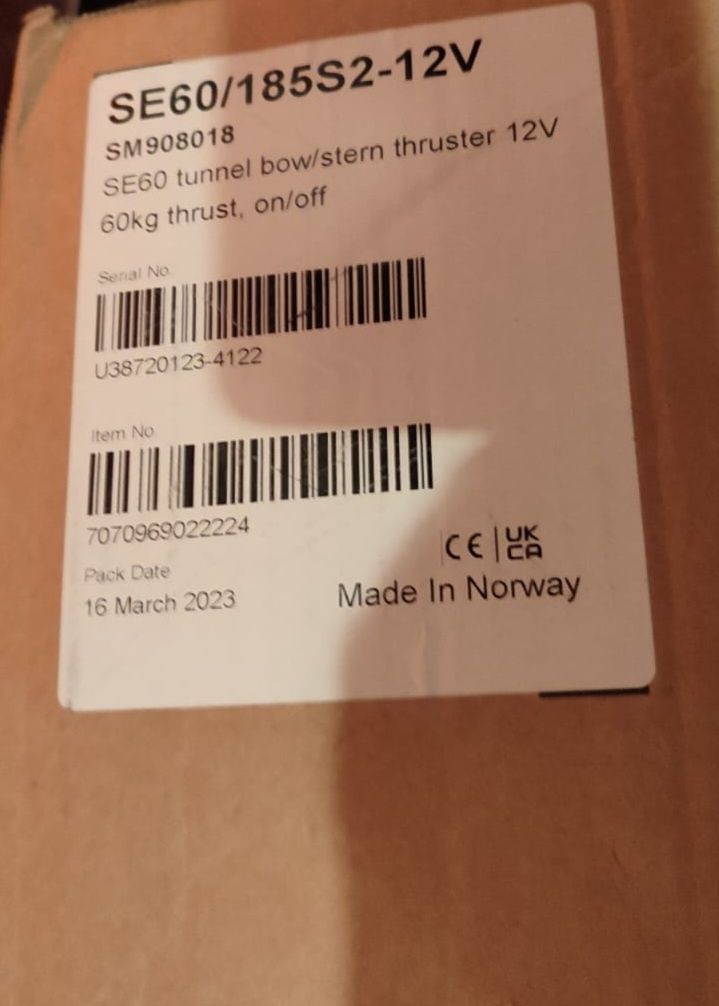 SE60/185S2-12V
SM908018
SE60 tunnel bow/stern thruster 12V
60kg thrust, on/off
Serial No
U38720123-4122
Item No
7070969022224
CE | UK CA
Pack Date
16 March 2023
Made In Norway